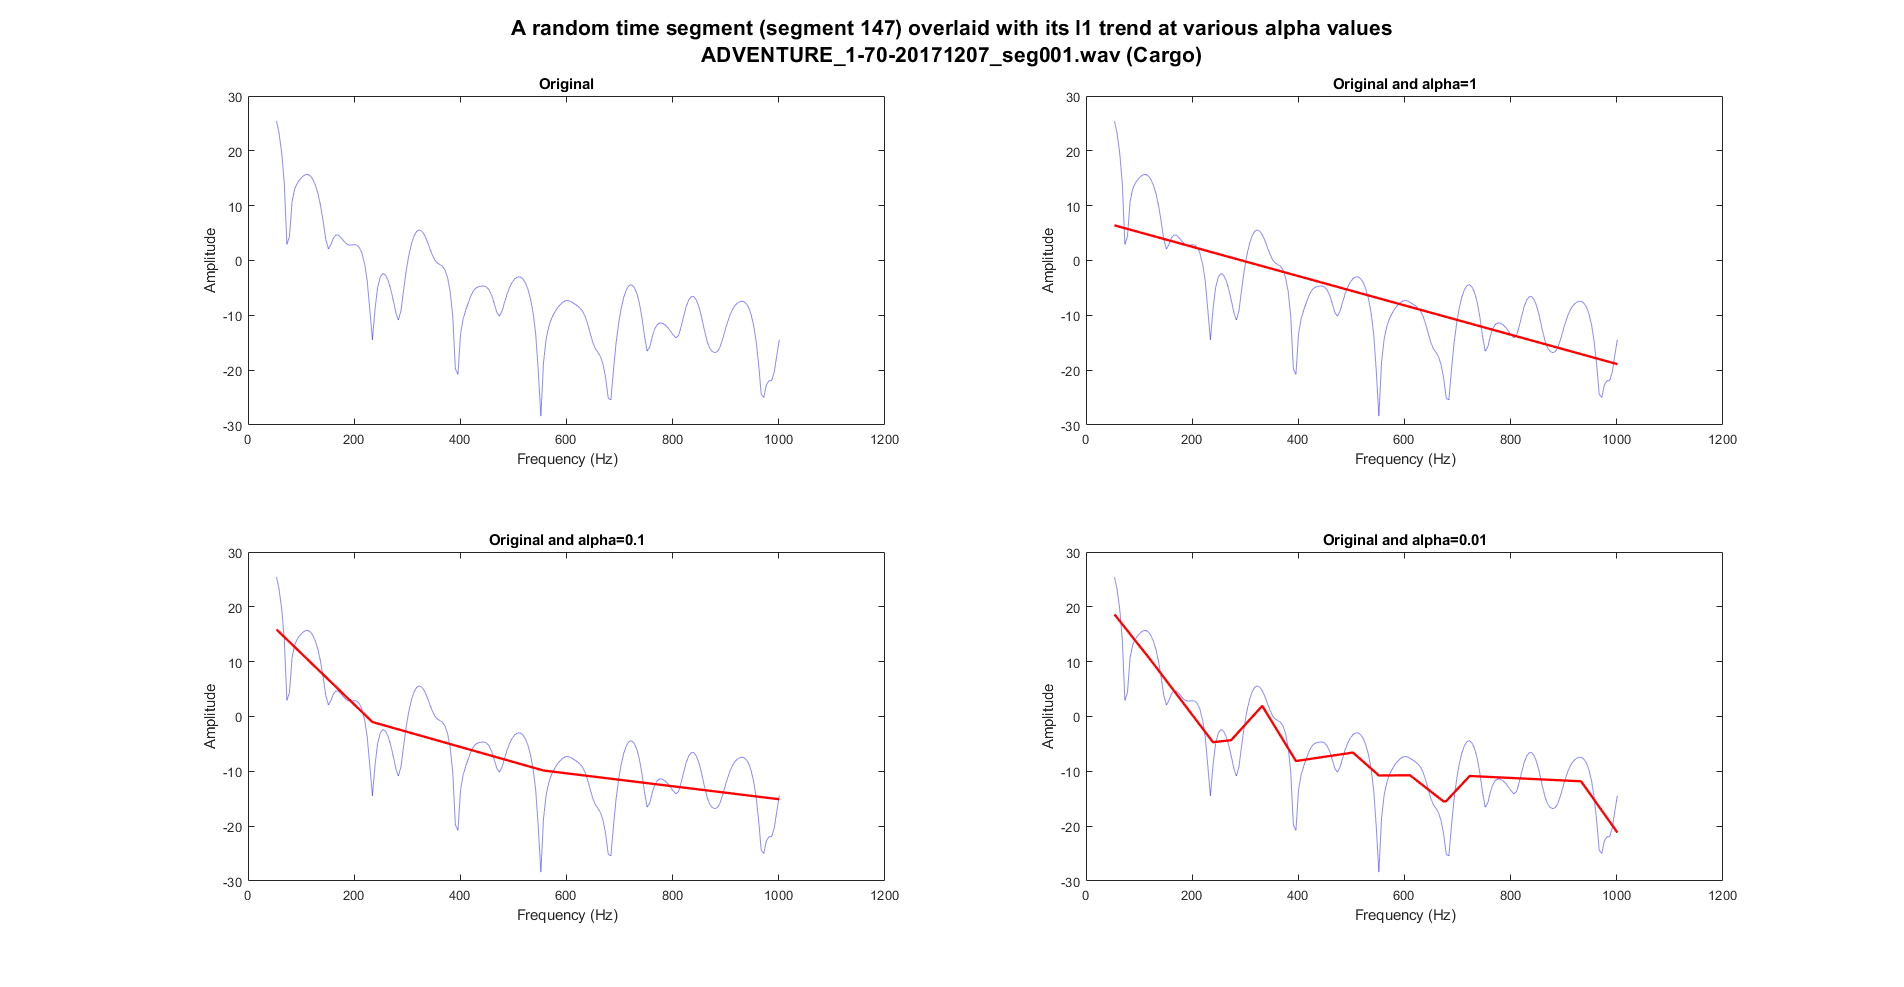 A random time segment (segment 147) overlaid with its l1 trend at various alpha values
ADVENTURE_1-70-20171207_seg001.wav (Cargo)
Original
30
20
10
0
-10
-20
-30
Amplitude
0 200 400 600 800 1000 1200
Frequency (Hz)
Original and alpha=1
30
20
10
0
-10
-20
-30
Amplitude
0 200 400 600 800 1000 1200
Frequency (Hz)
Original and alpha=0.1
30
20
10
0
-10
-20
-30
Amplitude
0 200 400 600 800 1000 1200
Frequency (Hz)
Original and alpha=0.01
30
20
10
0
-10
-20
-30
Amplitude
0 200 400 600 800 1000 1200
Frequency (Hz)